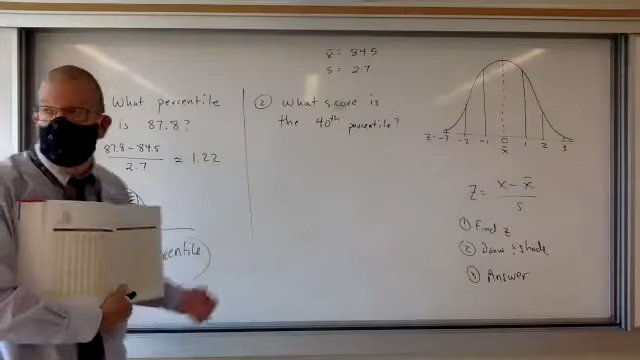 x̄ = 84.5
s = 2.7
What percentile
is 87.8?
87.8 - 84.5
2.7
= 1.22
② What score is
the 40th percentile?
z: -3 -2 -1 0 1 2 3
x̄
z = x - x̄
s
① Find z
② Draw & shade
③ Answer